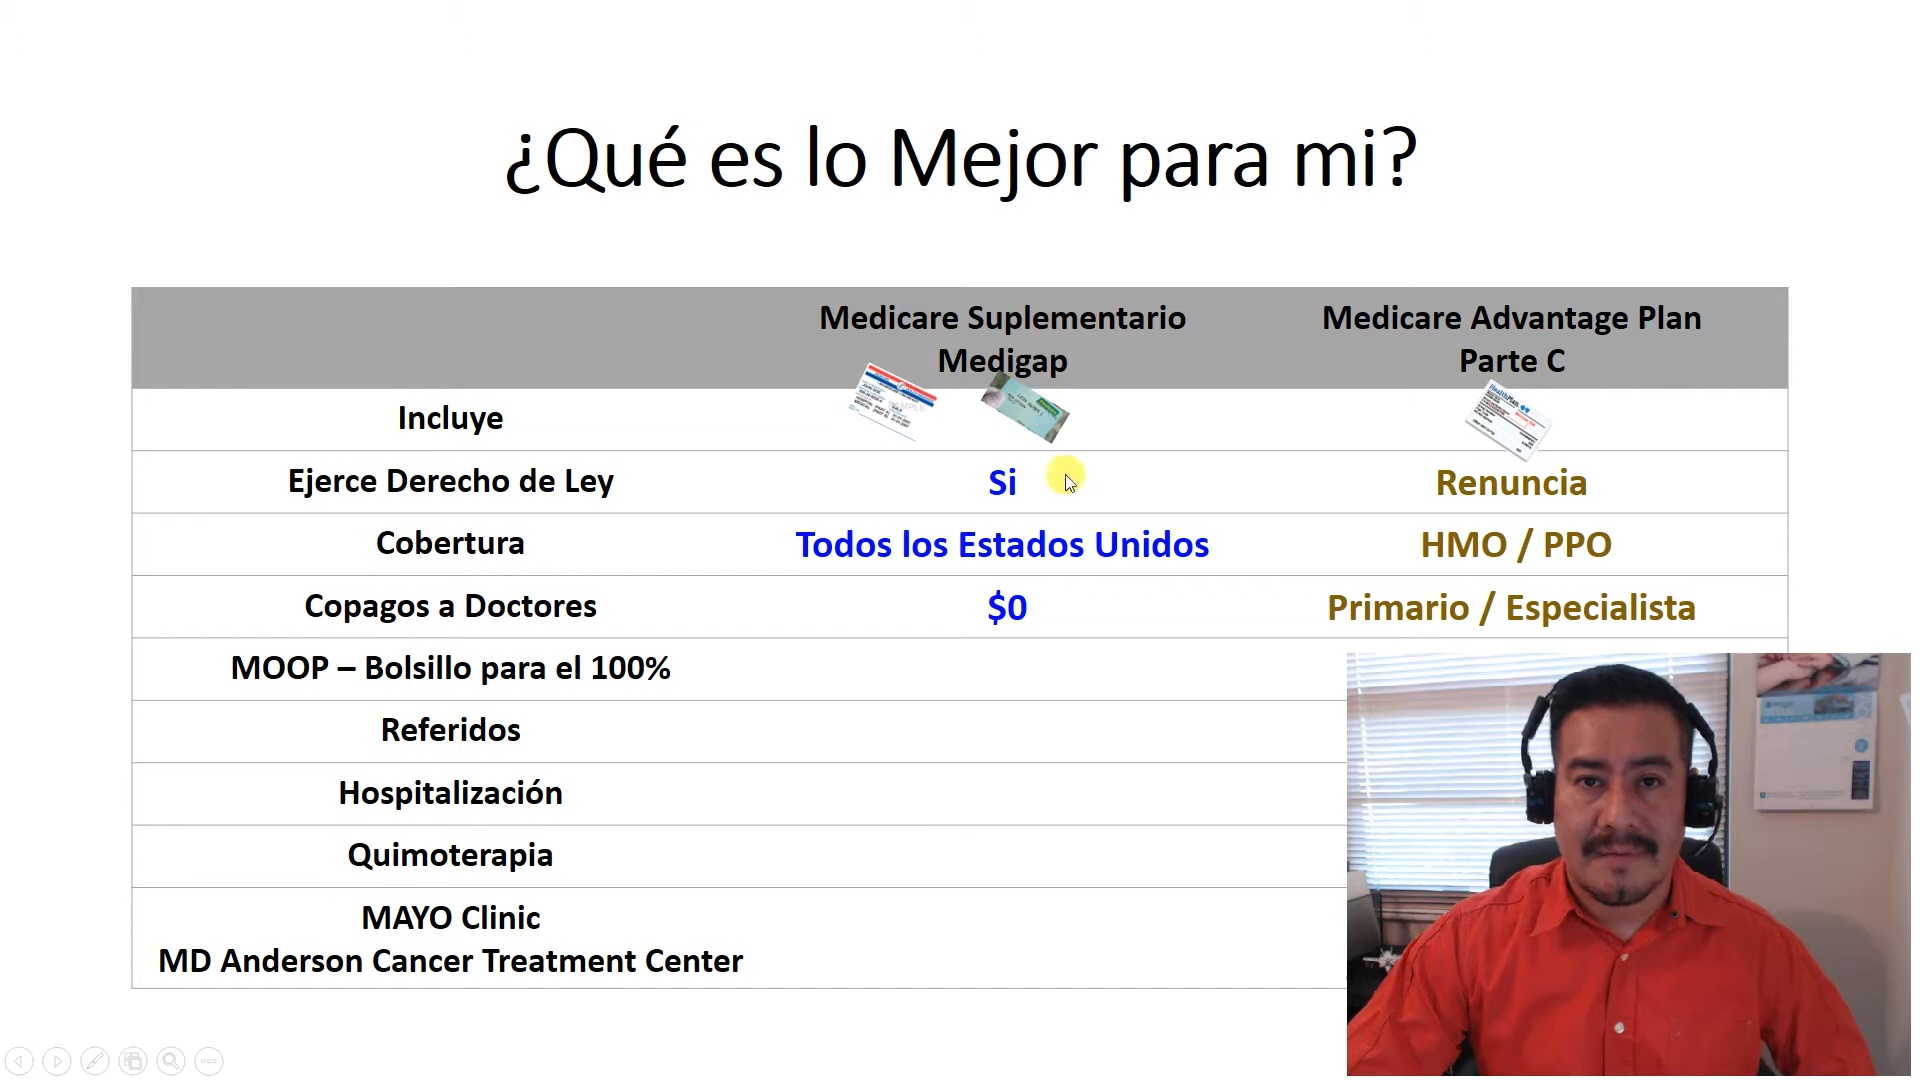 ¿Qué es lo Mejor para mi?
Medicare Suplementario
Medigap
Medicare Advantage Plan
Parte C
Incluye
SAMPLE
HealthPlan
Ejerce Derecho de Ley
Si
Renuncia
Cobertura
Todos los Estados Unidos
HMO / PPO
Copagos a Doctores
$0
Primario / Especialista
MOOP – Bolsillo para el 100%
Referidos
Hospitalización
Quimoterapia
MAYO Clinic
MD Anderson Cancer Treatment Center